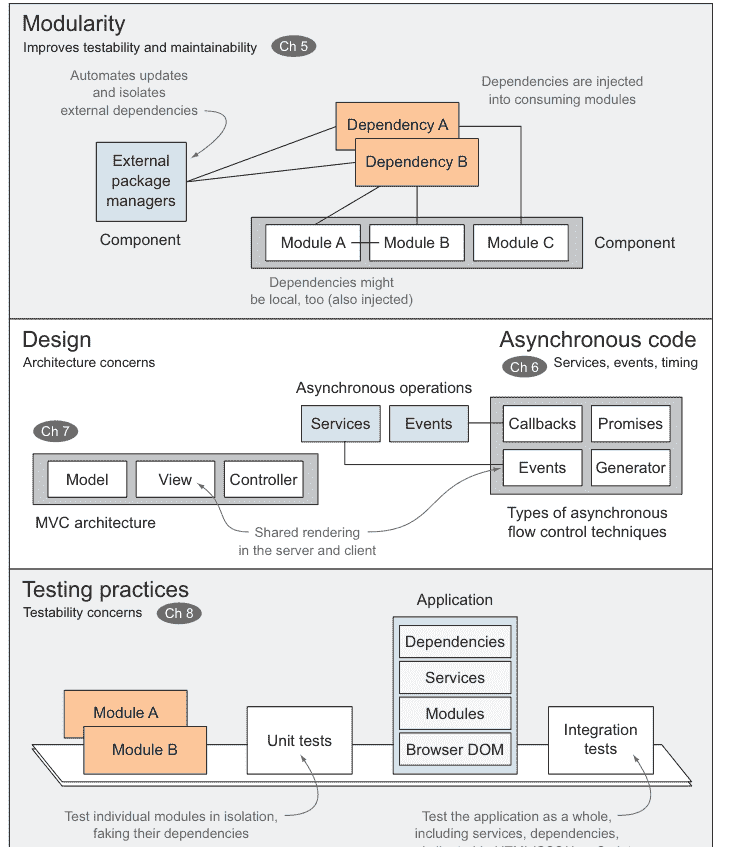 Modularity
Improves testability and maintainability
Ch 5
Automates updates
and isolates
external dependencies
Dependencies are injected
into consuming modules
Dependency A
Dependency B
External
package
managers
Component
Module A
Module B
Module C
Component
Dependencies might
be local, too (also injected)
Design
Architecture concerns
Asynchronous code
Ch 6
Services, events, timing
Asynchronous operations
Services
Events
Callbacks
Promises
Events
Generator
Types of asynchronous
flow control techniques
Ch 7
Model
View
Controller
MVC architecture
Shared rendering
in the server and client
Testing practices
Testability concerns
Ch 8
Application
Dependencies
Services
Modules
Browser DOM
Module A
Module B
Unit tests
Integration
tests
Test individual modules in isolation,
faking their dependencies
Test the application as a whole,
including services, dependencies,